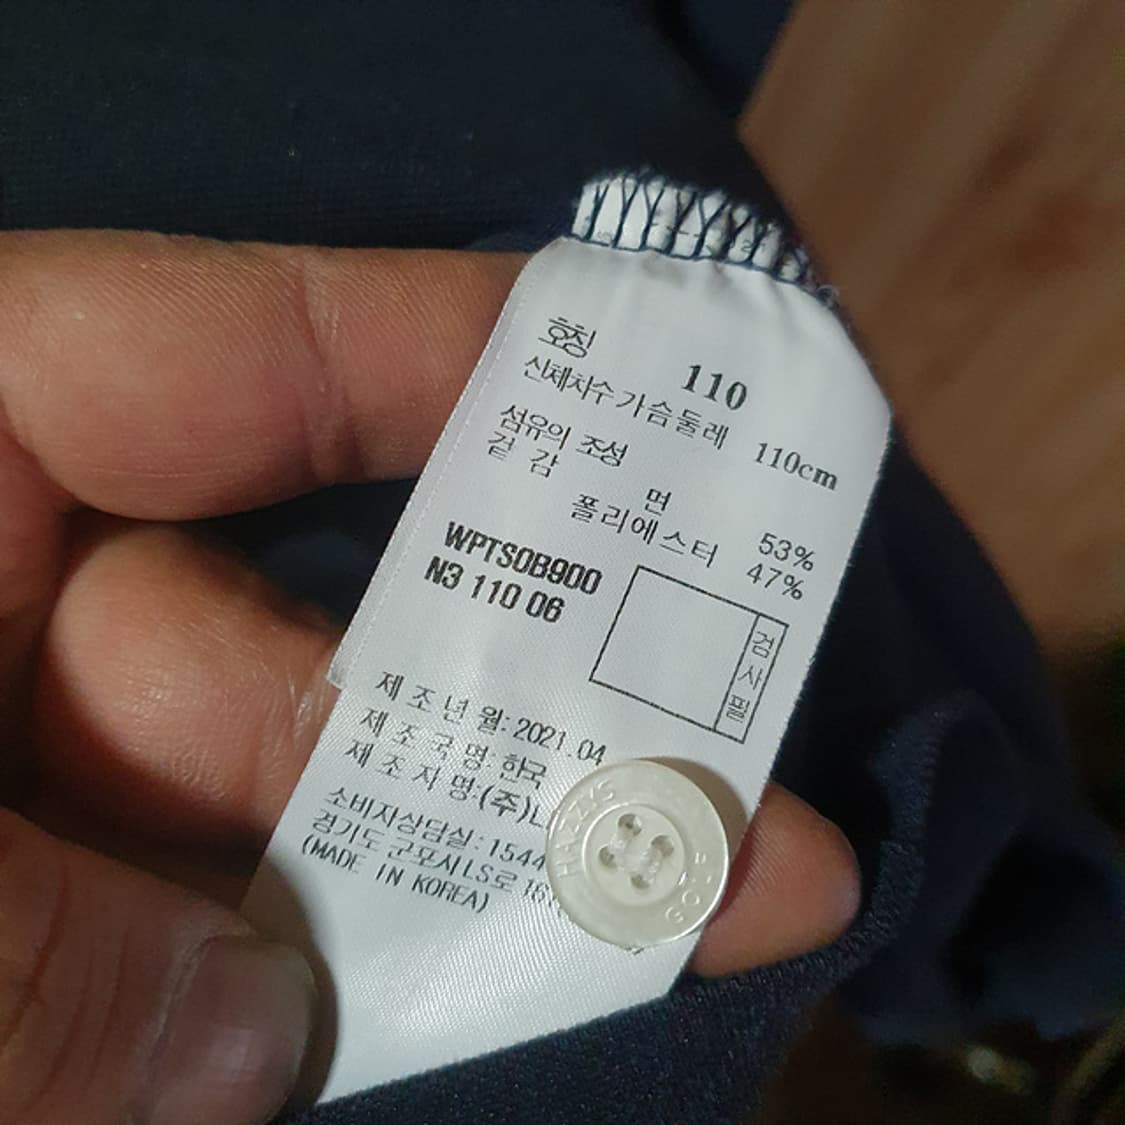 호칭 110
신체치수 가슴둘레 110cm
섬유의 조성
겉 감
면 53%
폴리에스터 47%
WPTS0B900
N3 110 06
검사필
제 조 년 월: 2021.04
제 조 국 명: 한국
제 조 자 명:(주)L
소비자상담실: 1544
경기도 군포시 LS로
(MADE IN KOREA)
HAZZYS GOLF